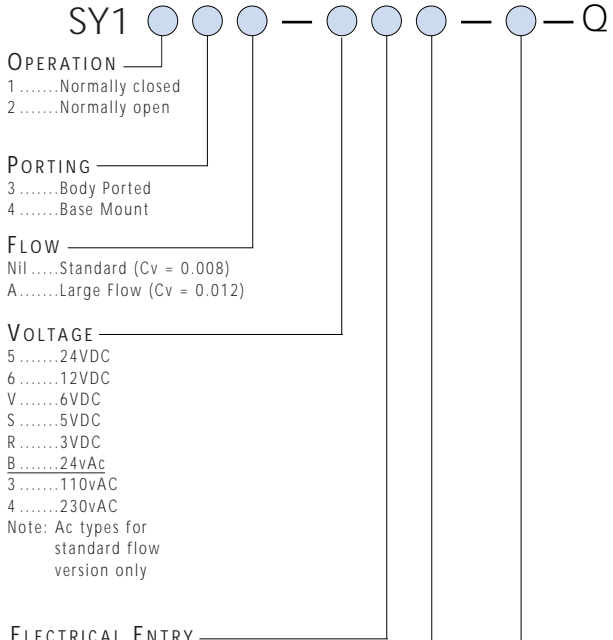 SY1 — — — Q
OPERATION
1.......Normally closed
2.......Normally open
PORTING
3.......Body Ported
4.......Base Mount
FLOW
Nil.....Standard (Cv = 0.008)
A.......Large Flow (Cv = 0.012)
VOLTAGE
5.......24VDC
6.......12VDC
V.......6VDC
S.......5VDC
R.......3VDC
B.......24vAc
3.......110vAC
4.......230vAC
Note: Ac types for
standard flow
version only
ELECTRICAL ENTRY